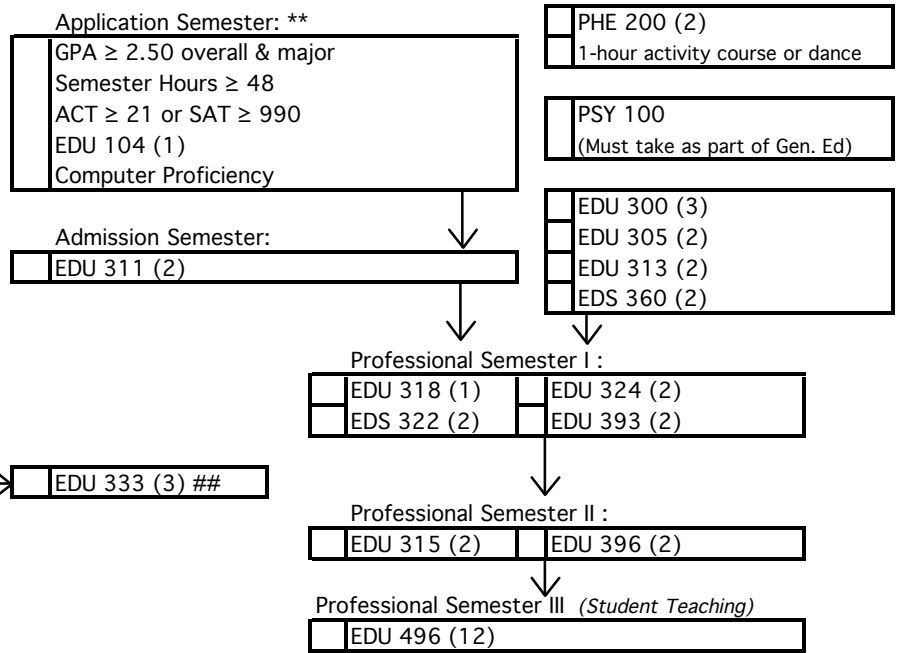 Application Semester: **
GPA ≥ 2.50 overall & major
Semester Hours ≥ 48
ACT ≥ 21 or SAT ≥ 990
EDU 104 (1)
Computer Proficiency
PHE 200 (2)
1-hour activity course or dance
PSY 100
(Must take as part of Gen. Ed)
EDU 300 (3)
EDU 305 (2)
EDU 313 (2)
EDS 360 (2)
Admission Semester:
EDU 311 (2)
Professional Semester I :
EDU 318 (1) EDU 324 (2)
EDS 322 (2) EDU 393 (2)
EDU 333 (3) ##
Professional Semester II :
EDU 315 (2) EDU 396 (2)
Professional Semester III (Student Teaching)
EDU 496 (12)